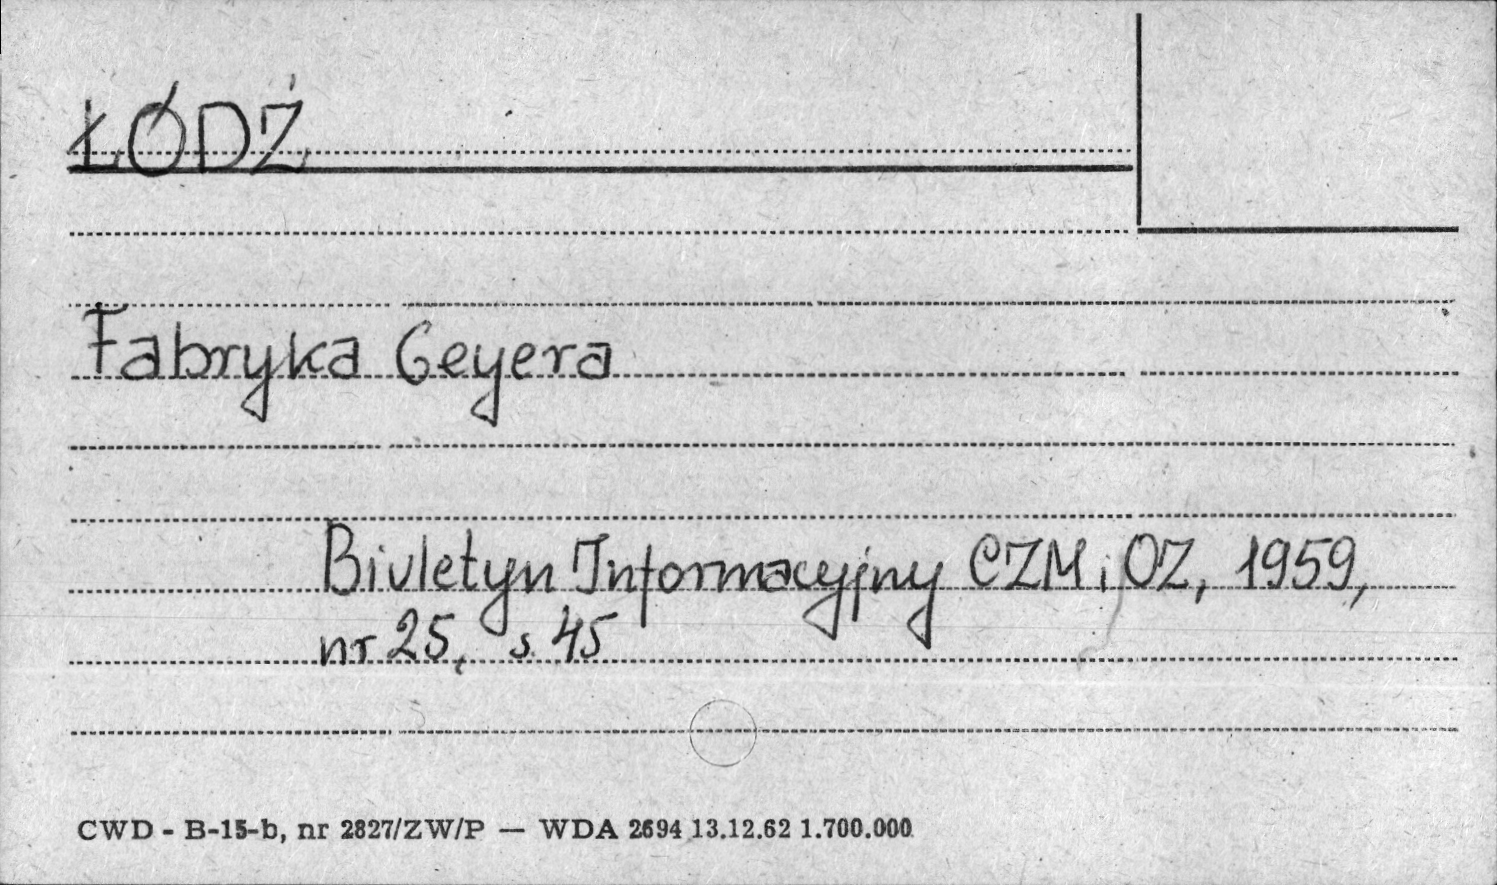 ŁÓDŹ
Fabryka Geyera
Biuletyn Informacyjny CZM i OZ, 1959,
nr 25, s. 45
CWD - B-15-b, nr 2827/ZW/P — WDA 2694 13.12.62 1.700.000